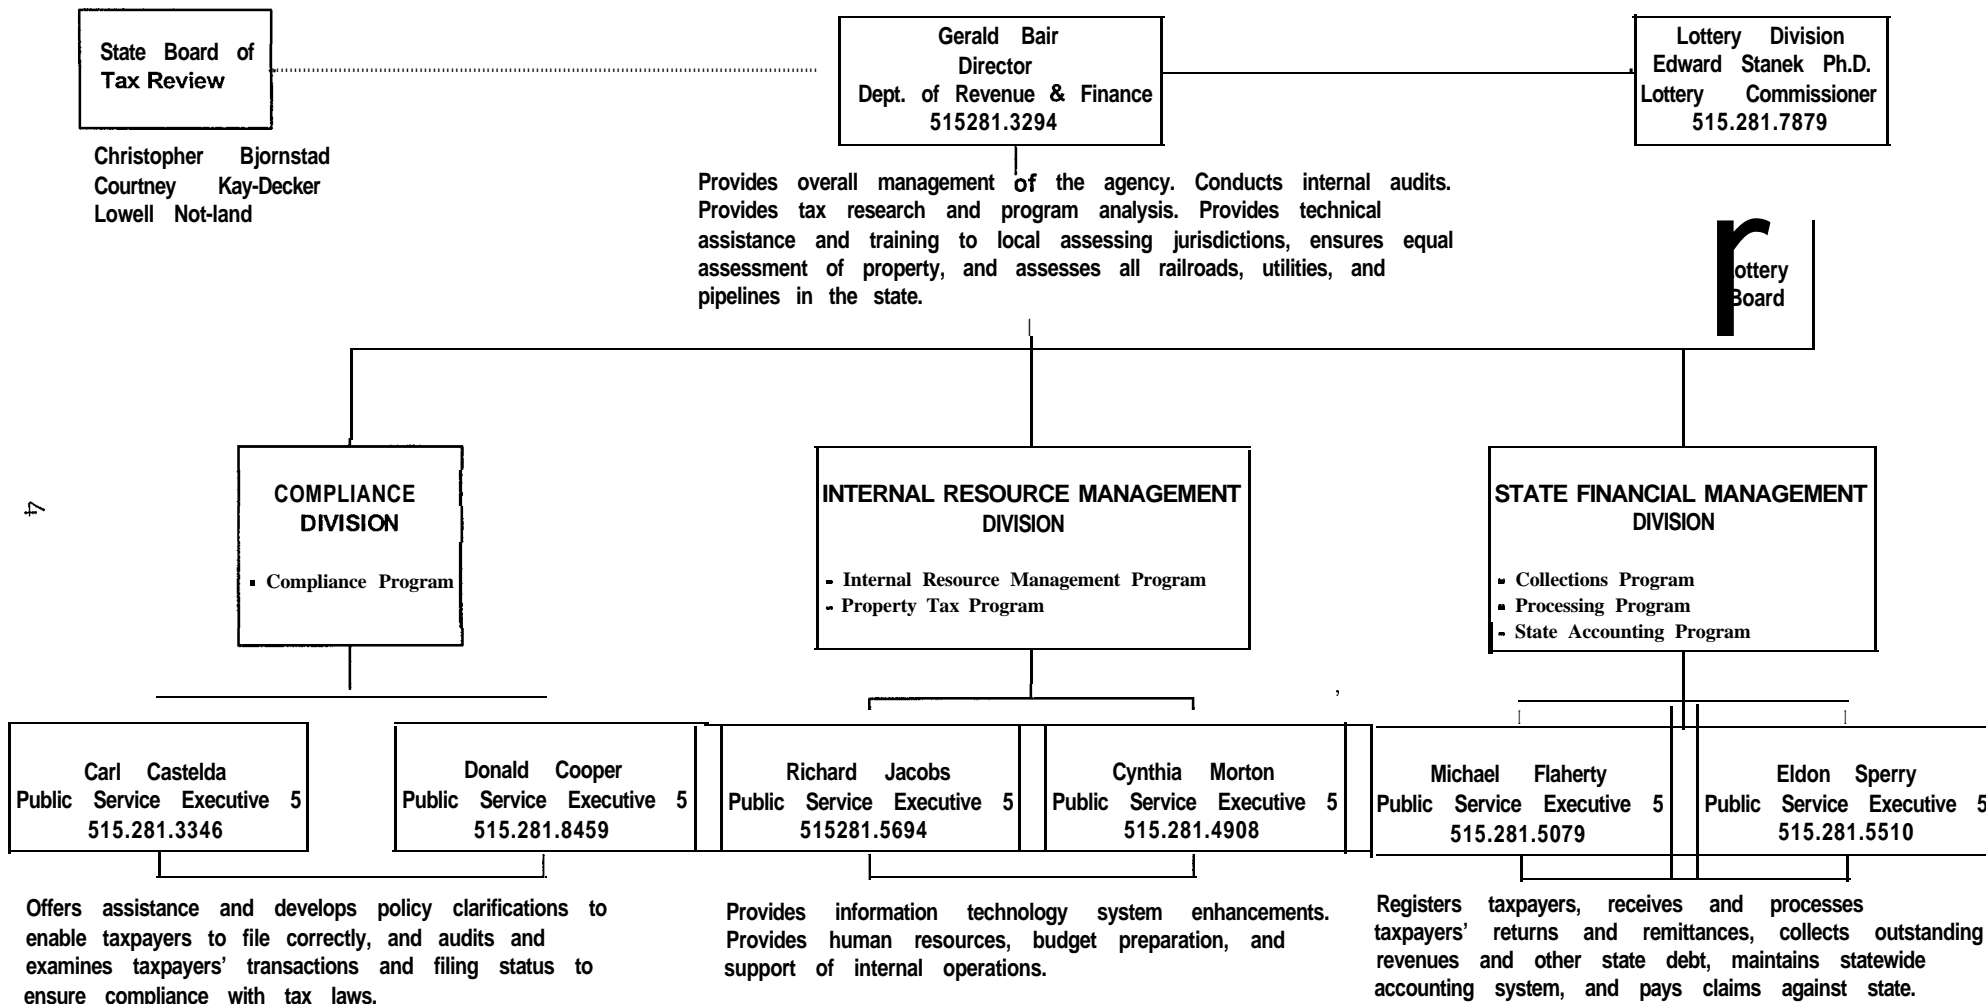 State Board of
Tax Review
Christopher Bjornstad
Courtney Kay-Decker
Lowell Not-land
Gerald Bair
Director
Dept. of Revenue & Finance
515281.3294
Lottery Division
Edward Stanek Ph.D.
Lottery Commissioner
515.281.7879
Provides overall management of the agency. Conducts internal audits.
Provides tax research and program analysis. Provides technical
assistance and training to local assessing jurisdictions, ensures equal
assessment of property, and assesses all railroads, utilities, and
pipelines in the state.
r
ottery
Board
4
COMPLIANCE
DIVISION
- Compliance Program
INTERNAL RESOURCE MANAGEMENT
DIVISION
- Internal Resource Management Program
- Property Tax Program
STATE FINANCIAL MANAGEMENT
DIVISION
- Collections Program
- Processing Program
- State Accounting Program
Carl Castelda
Public Service Executive 5
515.281.3346
Donald Cooper
Public Service Executive 5
515.281.8459
Richard Jacobs
Public Service Executive 5
515281.5694
Cynthia Morton
Public Service Executive 5
515.281.4908
Michael Flaherty
Public Service Executive 5
515.281.5079
Eldon Sperry
Public Service Executive 5
515.281.5510
Offers assistance and develops policy clarifications to
enable taxpayers to file correctly, and audits and
examines taxpayers' transactions and filing status to
ensure compliance with tax laws.
Provides information technology system enhancements.
Provides human resources, budget preparation, and
support of internal operations.
Registers taxpayers, receives and processes
taxpayers' returns and remittances, collects outstanding
revenues and other state debt, maintains statewide
accounting system, and pays claims against state.